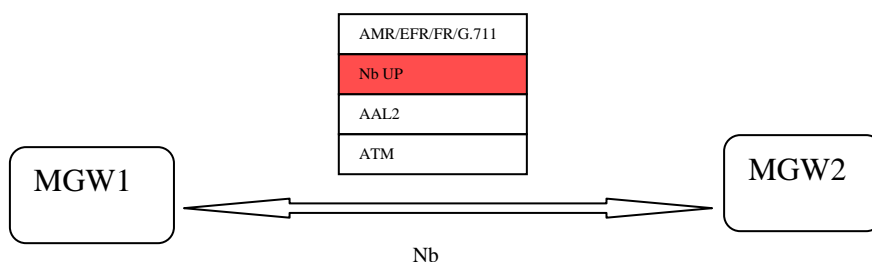 AMR/EFR/FR/G.711
Nb UP
AAL2
ATM
MGW1
MGW2
Nb